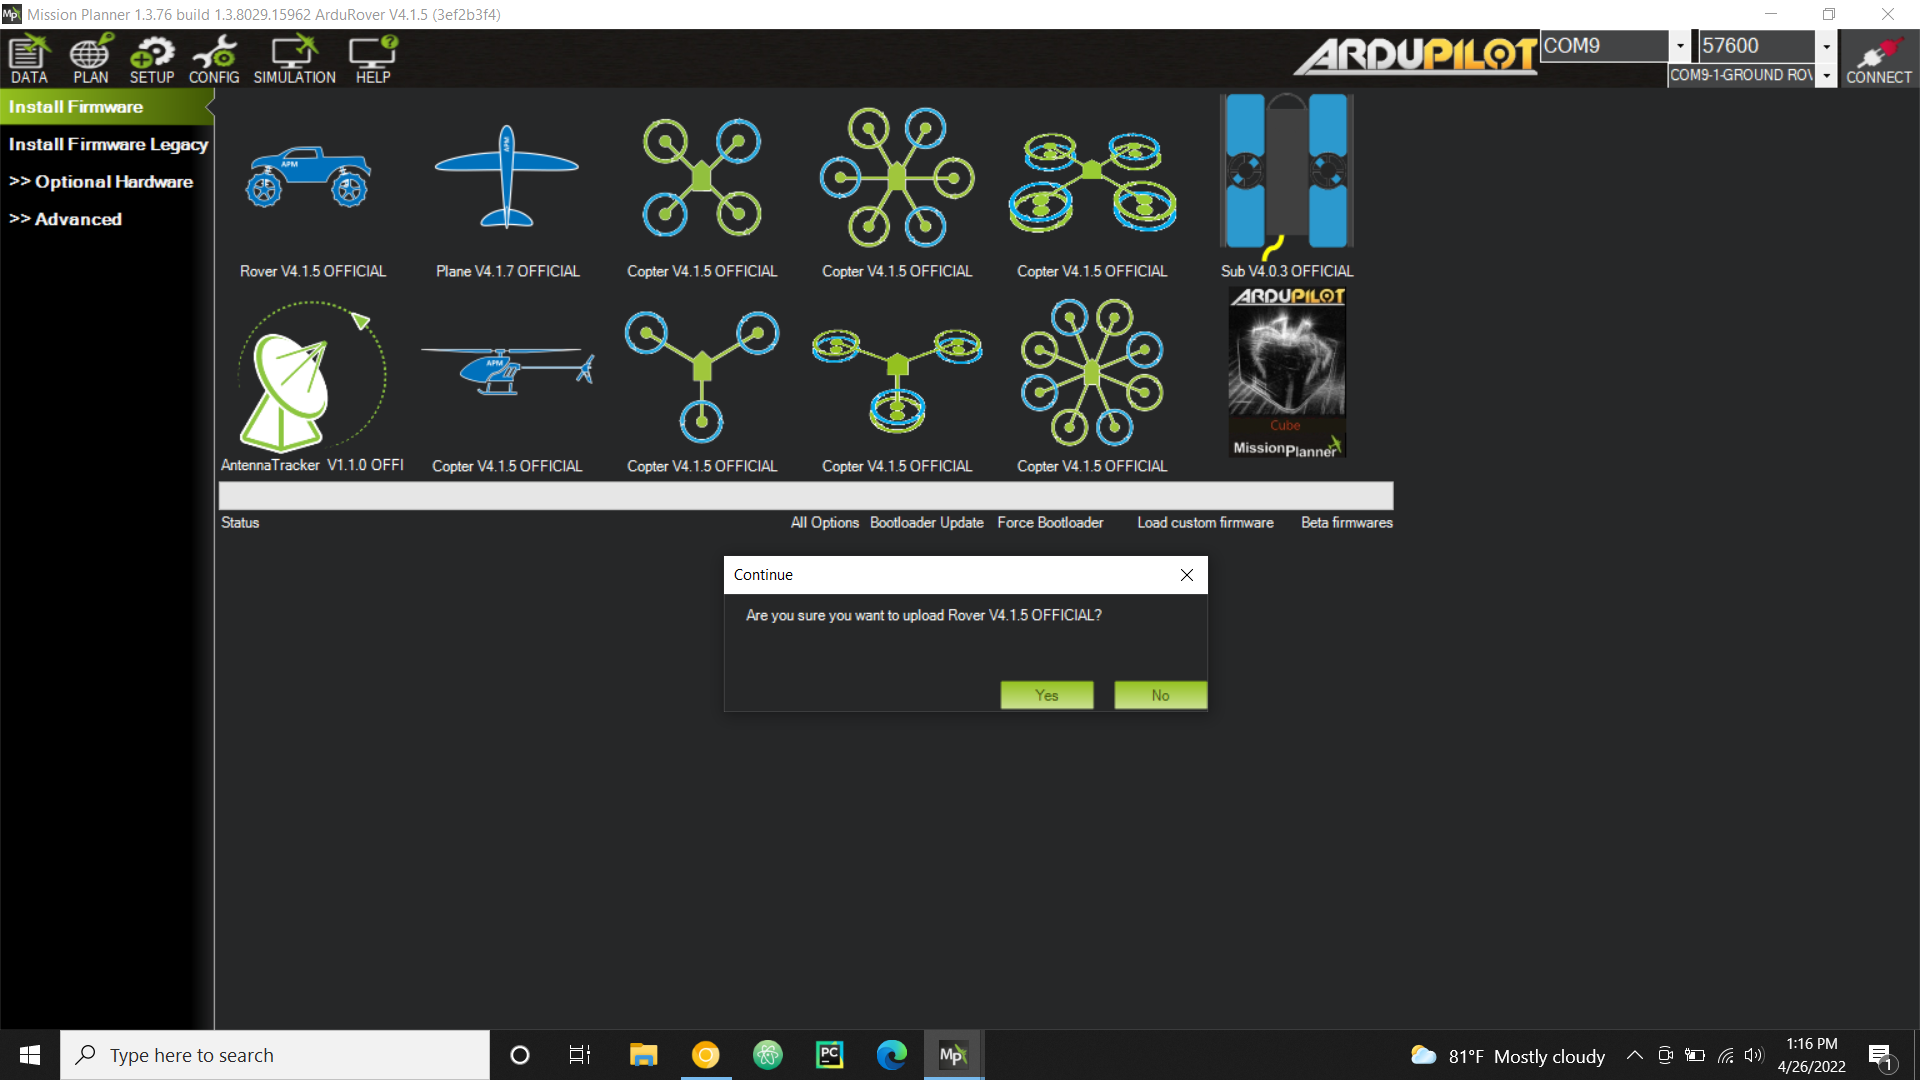 Mission Planner 1.3.76 build 1.3.8029.15962 ArduRover V4.1.5 (3ef2b3f4)
DATA PLAN SETUP CONFIG SIMULATION HELP
ARDUPILOT
COM9
57600
COM9-1-GROUND ROV
CONNECT
Install Firmware
Install Firmware Legacy
>> Optional Hardware
>> Advanced
APM
APM
Rover V4.1.5 OFFICIAL
Plane V4.1.7 OFFICIAL
Copter V4.1.5 OFFICIAL
Copter V4.1.5 OFFICIAL
Copter V4.1.5 OFFICIAL
Sub V4.0.3 OFFICIAL
APM
ARDUPILOT
Cube
MissionPlanner
AntennaTracker V1.1.0 OFFI
Copter V4.1.5 OFFICIAL
Copter V4.1.5 OFFICIAL
Copter V4.1.5 OFFICIAL
Copter V4.1.5 OFFICIAL
Status
All Options
Bootloader Update
Force Bootloader
Load custom firmware
Beta firmwares
Continue
Are you sure you want to upload Rover V4.1.5 OFFICIAL?
Yes
No
Type here to search
PC
MP
81°F Mostly cloudy
1:16 PM
4/26/2022
1